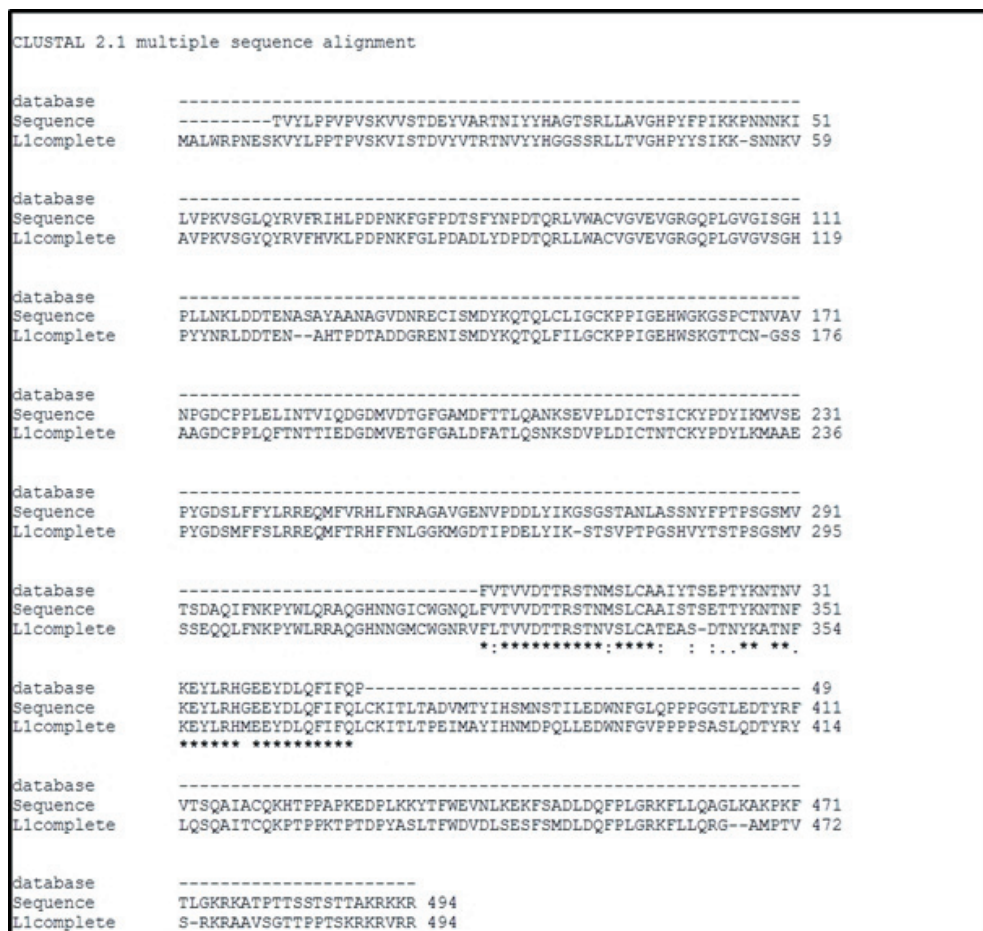 CLUSTAL 2.1 multiple sequence alignment
database ------------------------------------------------------------
Sequence ---------TVYLPPVPVSKVVSTDEYVARTNIYYHAGTSRLLAVGHPYFPIKKPNNNKI 51
L1complete MALWRPNESKVYLPPTPVSKVISTDVYVTRTNVYYHGGSSRLLTVGHPYYSIKK-SNNKV 59
database ------------------------------------------------------------
Sequence LVPKVSGLQYRVFRIHLPDPNKFGFPDTSFYNPDTQRLVWACVGVEVGRGQPLGVGISGH 111
L1complete AVPKVSGYQYRVFHVKLPDPNKFGLPDADLYDPDTQRLLWACVGVEVGRGQPLGVGVSGH 119
database ------------------------------------------------------------
Sequence PLLNKLDDTENASAYAANAGVDNRECISMDYKQTQLCLIGCKPPIGEHWGKGSPCTNVAV 171
L1complete PYYNRLDDTEN--AHTPDTADDGRENISMDYKQTQLFILGCKPPIGEHWSKGTTCN-GSS 176
database ------------------------------------------------------------
Sequence NPGDCPPLELINTVIQDGDMVDTGFGAMDFTTLQANKSEVPLDICTSICKYPDYIKMVSE 231
L1complete AAGDCPPLQFTNTTIEDGDMVETGFGALDFATLQSNKSDVPLDICTNTCKYPDYLKMAAE 236
database ------------------------------------------------------------
Sequence PYGDSLFFYLRREQMFVRHLFNRAGAVGENVPDDLYIKGSGSTANLASSNYFPTPSGSMV 291
L1complete PYGDSMFFSLRREQMFTRHFFNLGGKMGDTIPDELYIK-STSVPTPGSHVYTSTPSGSMV 295
database -----------------------------FVTVVDTTRSTNMSLCAAIYTSEPTYKNTNV 31
Sequence TSDAQIFNKPYWLQRAQGHNNGICWGNQLFVTVVDTTRSTNMSLCAAISTSETTYKNTNF 351
L1complete SSEQQLFNKPYWLRRAQGHNNGMCWGNRVFLTVVDTTRSTNVSLCATEAS-DTNYKATNF 354
*:**********:****:  : :..** **.
database KEYLRHGEEYDLQFIFQP------------------------------------------ 49
Sequence KEYLRHGEEYDLQFIFQLCKITLTADVMTYIHSMNSTILEDWNFGLQPPPGGTLEDTYRF 411
L1complete KEYLRHMEEYDLQFIFQLCKITLTPEIMAYIHNMDPQLLEDWNFGVPPPPSASLQDTYRY 414
****** **********
database ------------------------------------------------------------
Sequence VTSQAIACQKHTPPAPKEDPLKKYTFWEVNLKEKFSADLDQFPLGRKFLLQAGLKAKPKF 471
L1complete LQSQAITCQKPTPPKTPTDPYASLTFWDVDLSESFSMDLDQFPLGRKFLLQRG--AMPTV 472
database -----------------------
Sequence TLGKRKATPTTSSTSTTAKRKKR 494
L1complete S-RKRAAVSGTTPPTSKRKRVRR 494